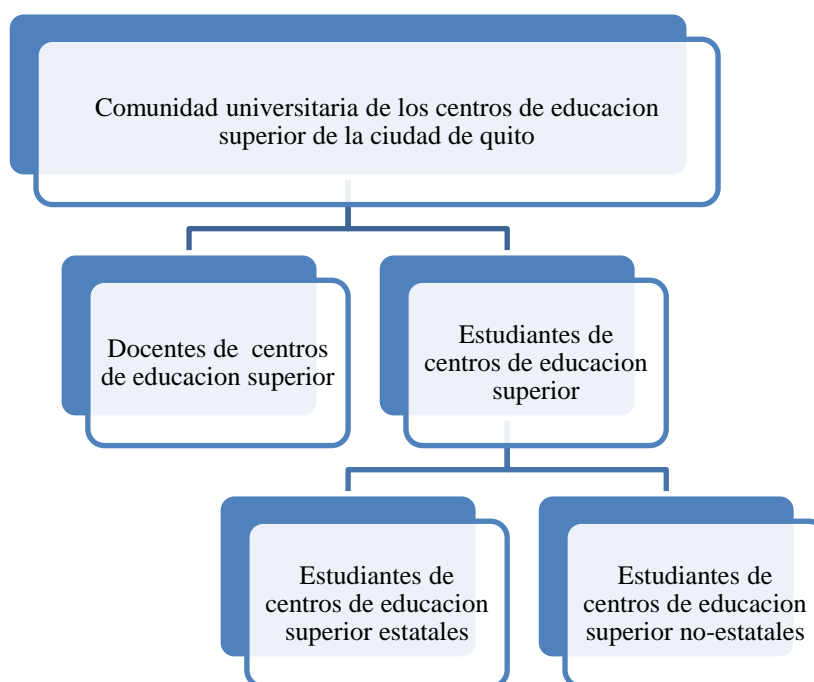 Comunidad universitaria de los centros de educacion
superior de la ciudad de quito
Docentes de centros
de educacion superior
Estudiantes de
centros de educacion
superior
Estudiantes de
centros de educacion
superior estatales
Estudiantes de
centros de educacion
superior no-estatales